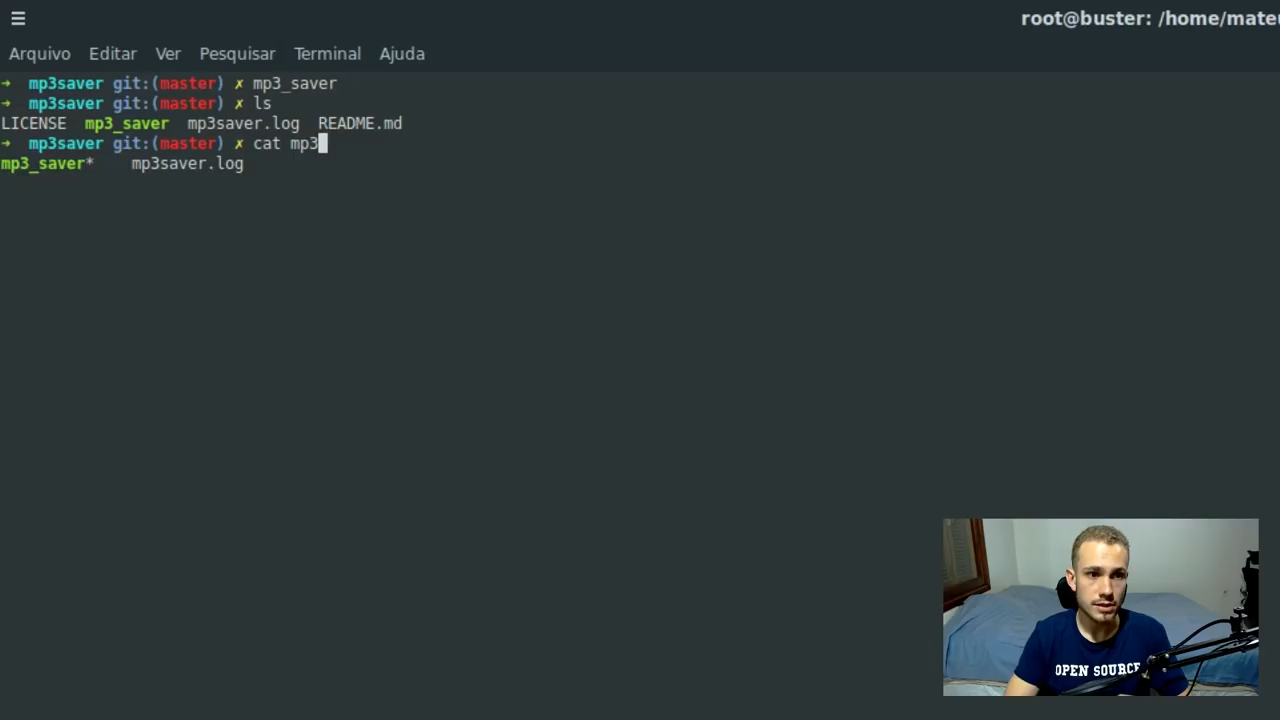 root@buster: /home/mateu
Arquivo Editar Ver Pesquisar Terminal Ajuda
➜ mp3saver git:(master) ✗ mp3_saver
➜ mp3saver git:(master) ✗ ls
LICENSE mp3_saver mp3saver.log README.md
➜ mp3saver git:(master) ✗ cat mp3
mp3_saver* mp3saver.log
OPEN SOURCE